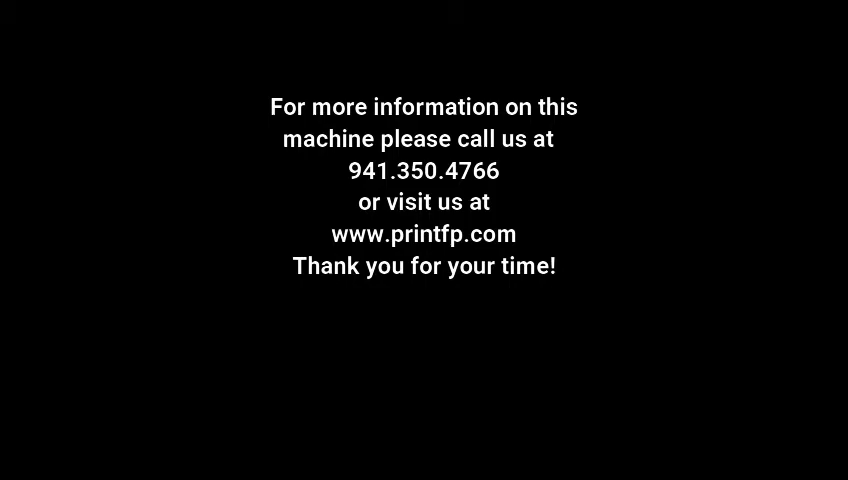 For more information on this
machine please call us at
941.350.4766
or visit us at
www.printfp.com
Thank you for your time!